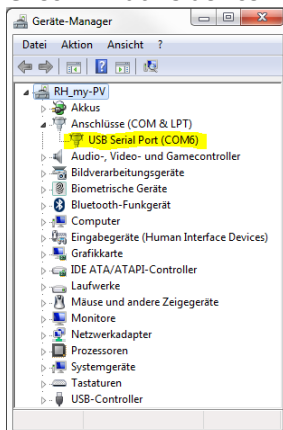 Geräte-Manager
Datei Aktion Ansicht ?
RH_my-PV
Akkus
Anschlüsse (COM & LPT)
USB Serial Port (COM6)
Audio-, Video- und Gamecontroller
Bildverarbeitungsgeräte
Biometrische Geräte
Bluetooth-Funkgerät
Computer
Eingabegeräte (Human Interface Devices)
Grafikkarte
IDE ATA/ATAPI-Controller
Laufwerke
Mäuse und andere Zeigegeräte
Monitore
Netzwerkadapter
Prozessoren
Systemgeräte
Tastaturen
USB-Controller